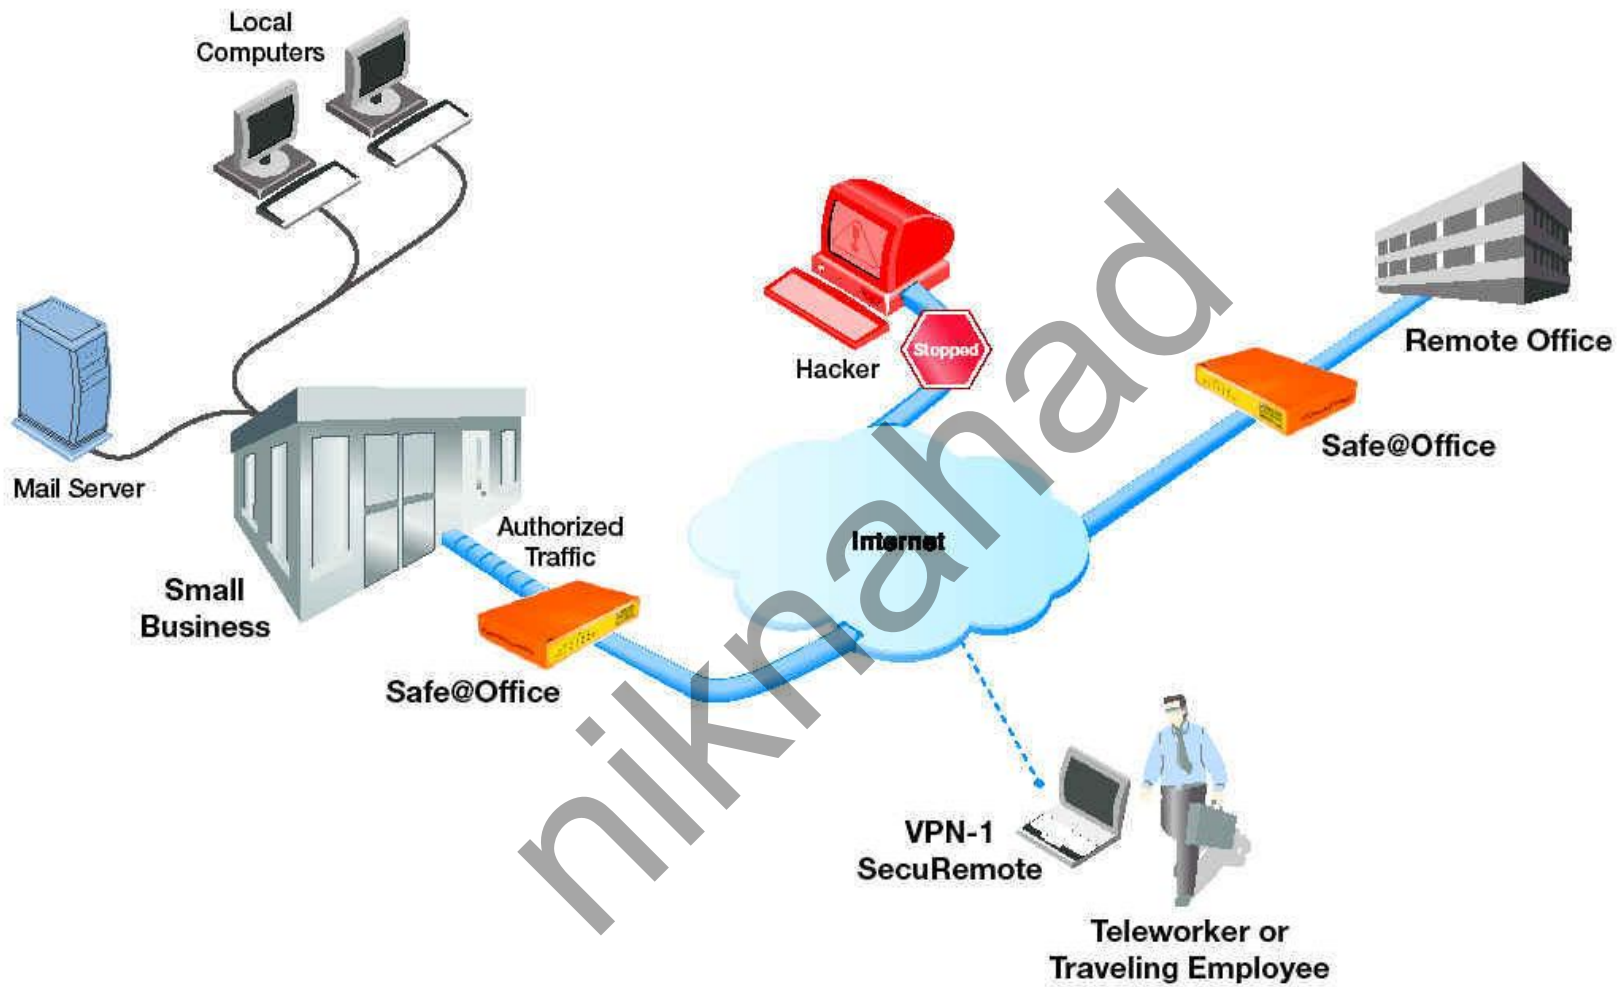 Local
Computers
Mail Server
Small
Business
Authorized
Traffic
Safe@Office
Hacker
Stopped
Internet
Remote Office
Safe@Office
VPN-1
SecuRemote
Teleworker or
Traveling Employee
niknahad